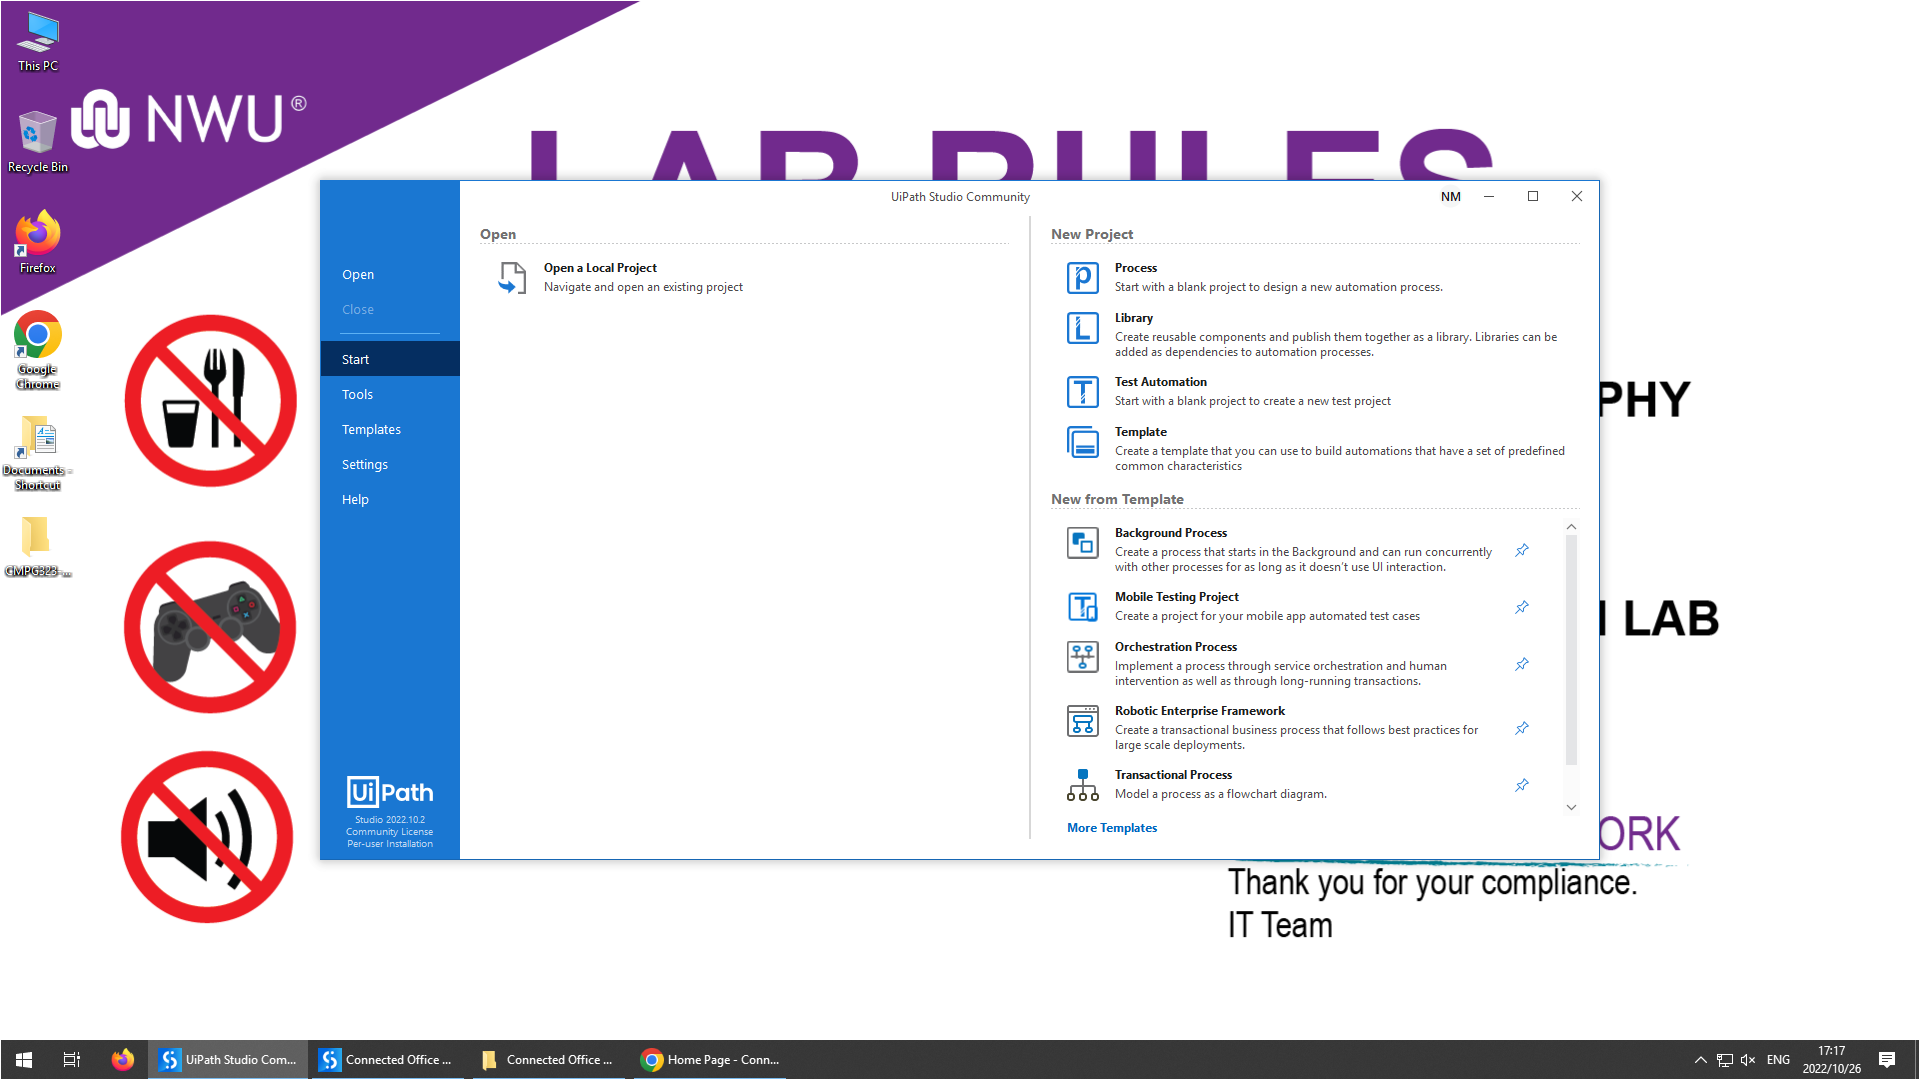 This PC
Recycle Bin
Firefox
Google
Chrome
Documents -
Shortcut
CMPG323-...
NWU®
LAB RULES
PHY
LAB
ORK
Thank you for your compliance.
IT Team
UiPath Studio Community
NM
Open
Close
Start
Tools
Templates
Settings
Help
UiPath
Studio 2022.10.2
Community License
Per-user Installation
Open
Open a Local Project
Navigate and open an existing project
New Project
Process
Start with a blank project to design a new automation process.
Library
Create reusable components and publish them together as a library. Libraries can be
added as dependencies to automation processes.
Test Automation
Start with a blank project to create a new test project
Template
Create a template that you can use to build automations that have a set of predefined
common characteristics
New from Template
Background Process
Create a process that starts in the Background and can run concurrently
with other processes for as long as it doesn't use UI interaction.
Mobile Testing Project
Create a project for your mobile app automated test cases
Orchestration Process
Implement a process through service orchestration and human
intervention as well as through long-running transactions.
Robotic Enterprise Framework
Create a transactional business process that follows best practices for
large scale deployments.
Transactional Process
Model a process as a flowchart diagram.
More Templates
UiPath Studio Com...
Connected Office ...
Connected Office ...
Home Page - Conn...
ENG
17:17
2022/10/26